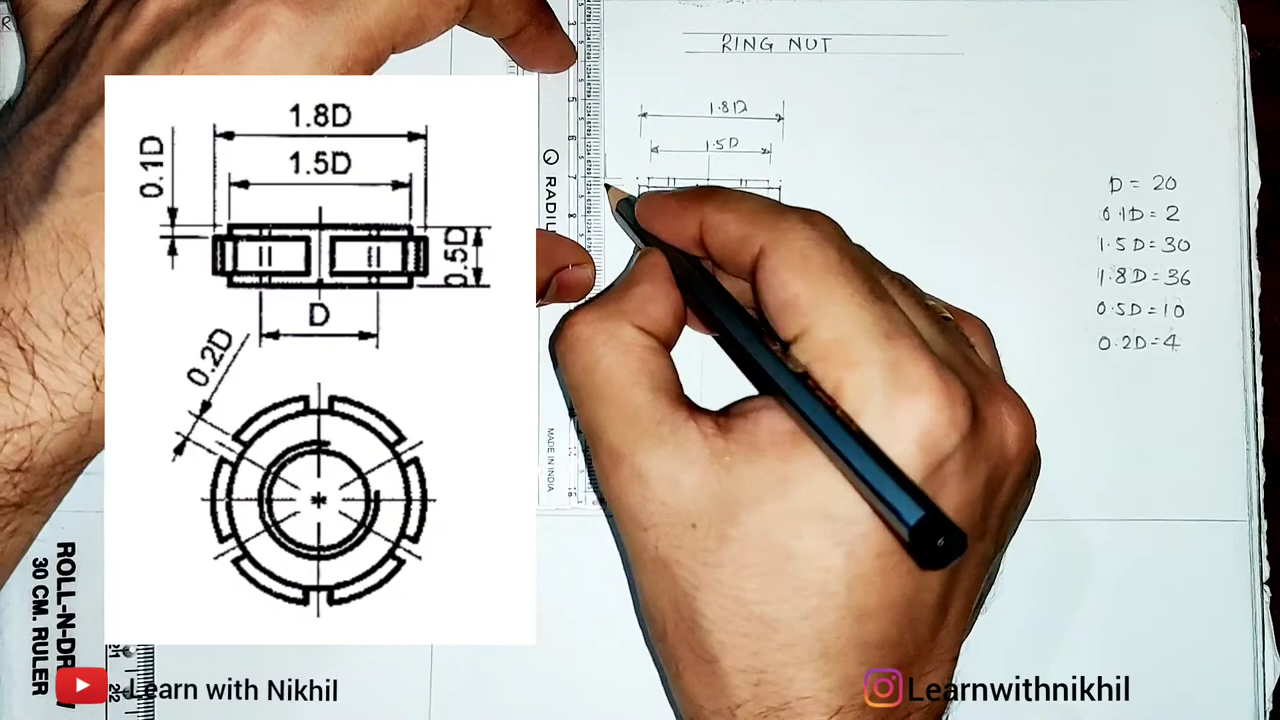 RING NUT
1.8D
1.5D
0.1D
0.5D
D
0.2D
1.8D
1.5D
D = 20
0.1D = 2
1.5D = 30
1.8D = 36
0.5D = 10
0.2D = 4
MADE IN INDIA
ROLL-N-DR
30 CM. RULER
Learn with Nikhil
Learnwithnikhil